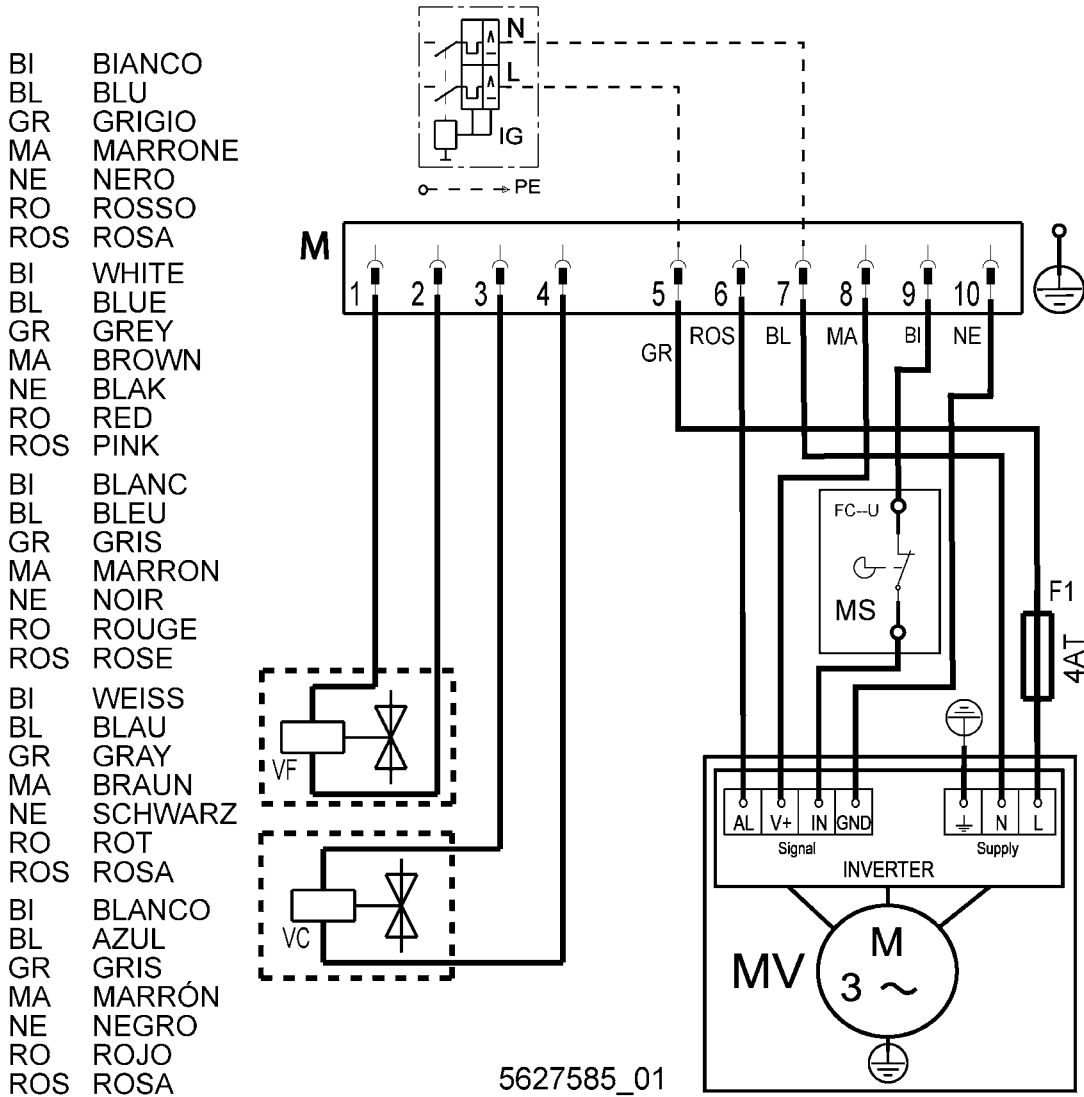 BI BIANCO
BL BLU
GR GRIGIO
MA MARRONE
NE NERO
RO ROSSO
ROS ROSA
BI WHITE
BL BLUE
GR GREY
MA BROWN
NE BLAK
RO RED
ROS PINK
BI BLANC
BL BLEU
GR GRIS
MA MARRON
NE NOIR
RO ROUGE
ROS ROSE
BI WEISS
BL BLAU
GR GRAY
MA BRAUN
NE SCHWARZ
RO ROT
ROS ROSA
BI BLANCO
BL AZUL
GR GRIS
MA MARRÓN
NE NEGRO
RO ROJO
ROS ROSA
N
L
IG
PE
M
1 2 3 4 5 6 7 8 9 10
GR ROS BL MA BI NE
FC--U
MS
F1
4AT
VF
VC
AL V+ IN GND
N L
Signal Supply
INVERTER
MV
M
3 ~
5627585_01